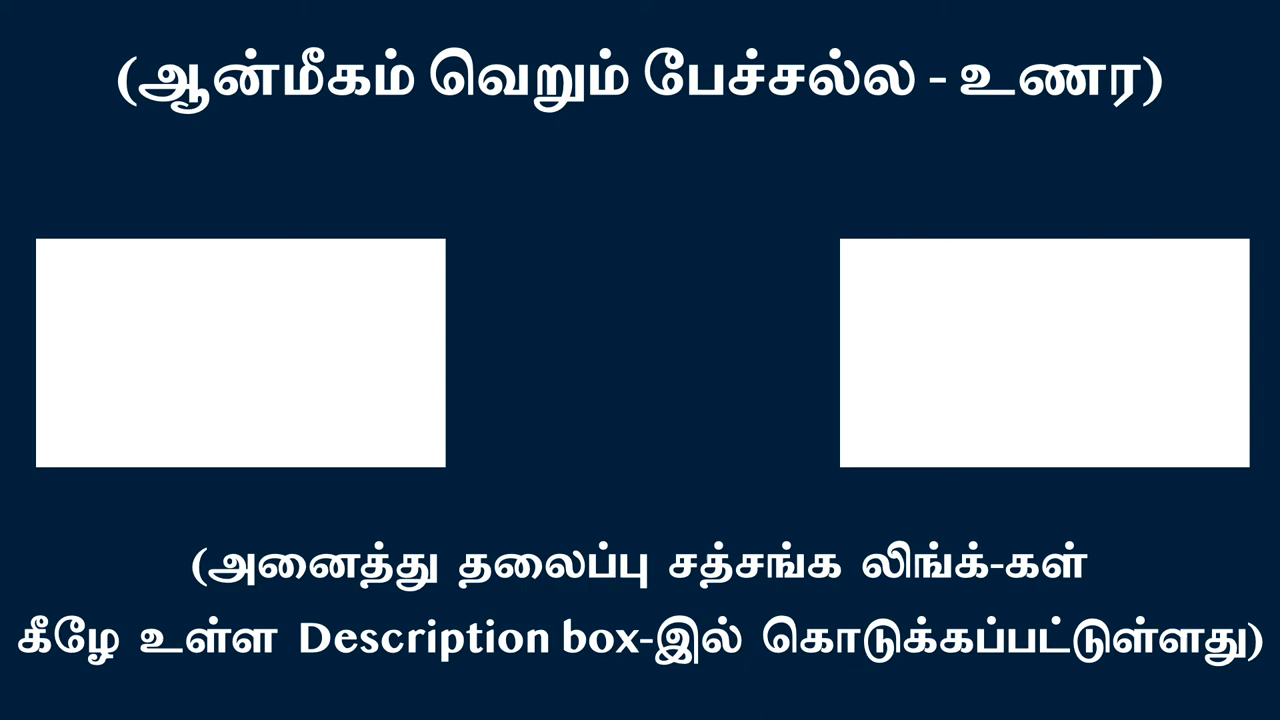 (ஆன்மீகம் வெறும் பேச்சல்ல - உணர)
(அனைத்து தலைப்பு சத்சங்க லிங்க்-கள்
கீழே உள்ள Description box-இல் கொடுக்கப்பட்டுள்ளது)